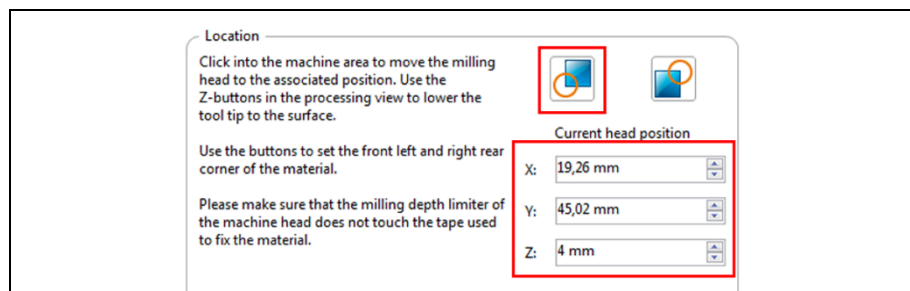 Location
Click into the machine area to move the milling
head to the associated position. Use the
Z-buttons in the processing view to lower the
tool tip to the surface.
Use the buttons to set the front left and right rear
corner of the material.
Please make sure that the milling depth limiter of
the machine head does not touch the tape used
to fix the material.
Current head position
X: 19,26 mm
Y: 45,02 mm
Z: 4 mm